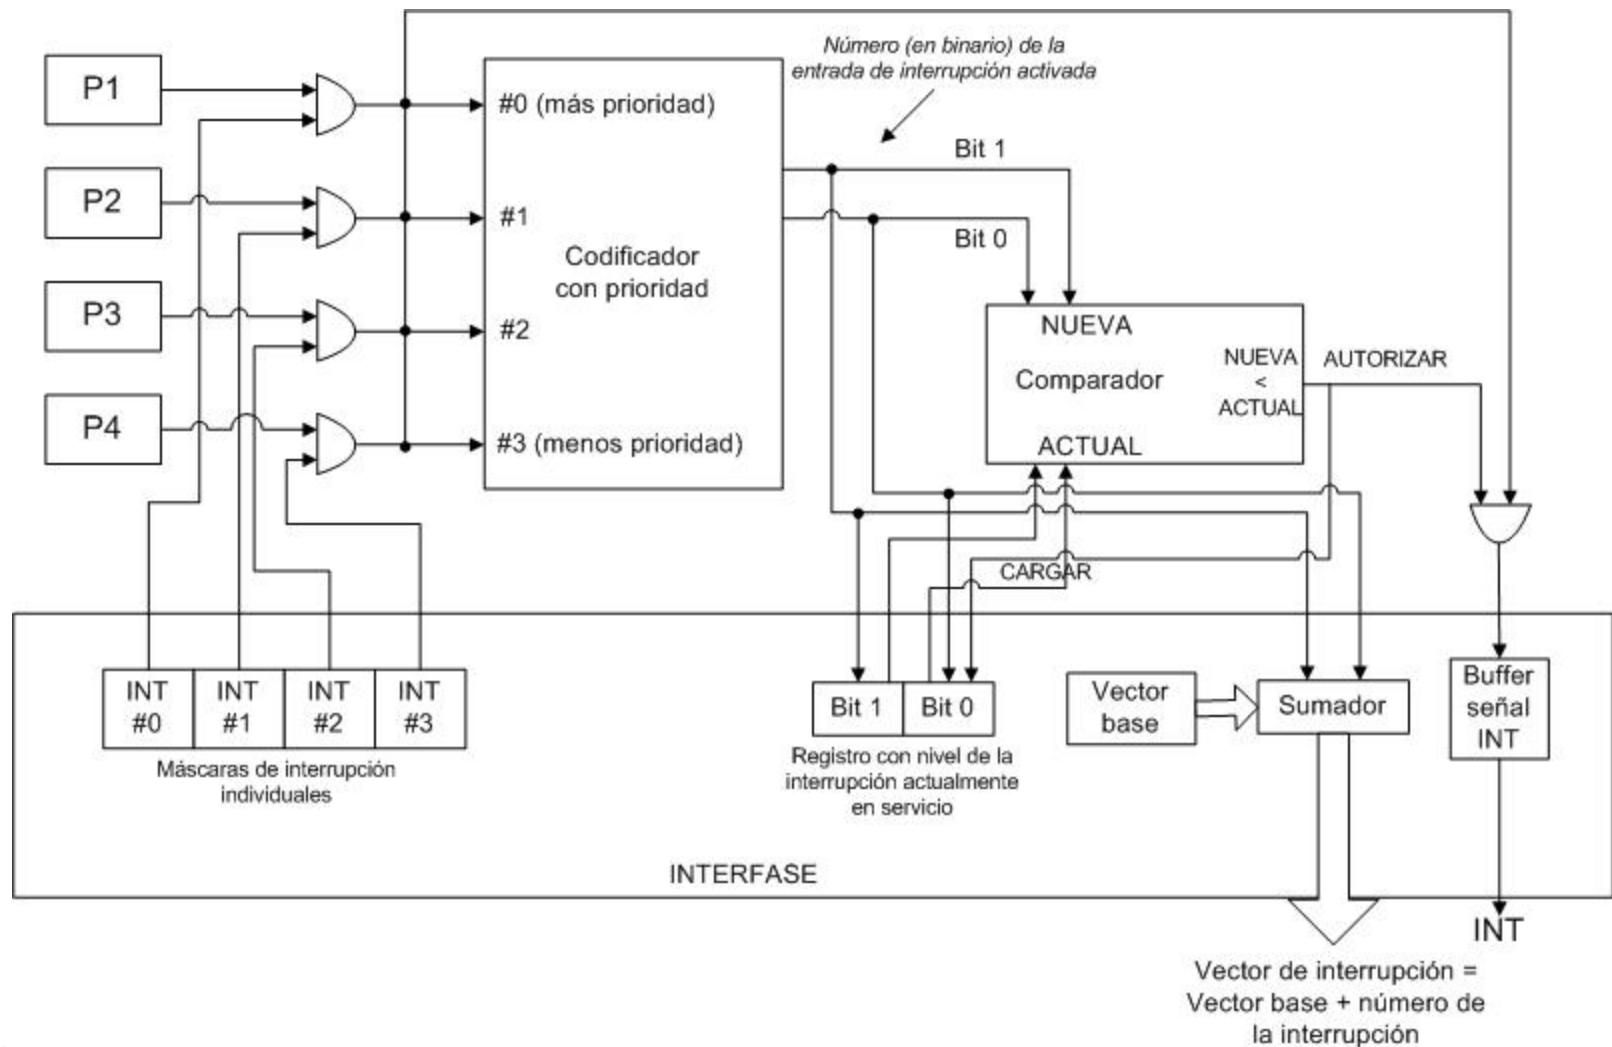 Número (en binario) de la
entrada de interrupción activada
P1
#0 (más prioridad)
Bit 1
P2
#1
Bit 0
Codificador
con prioridad
P3
#2
NUEVA
Comparador
NUEVA
<
ACTUAL
AUTORIZAR
P4
#3 (menos prioridad)
ACTUAL
CARGAR
INT
#0
INT
#1
INT
#2
INT
#3
Máscaras de interrupción
individuales
Bit 1
Bit 0
Registro con nivel de la
interrupción actualmente
en servicio
Vector
base
Sumador
Buffer
señal
INT
INTERFASE
INT
Vector de interrupción =
Vector base + número de
la interrupción